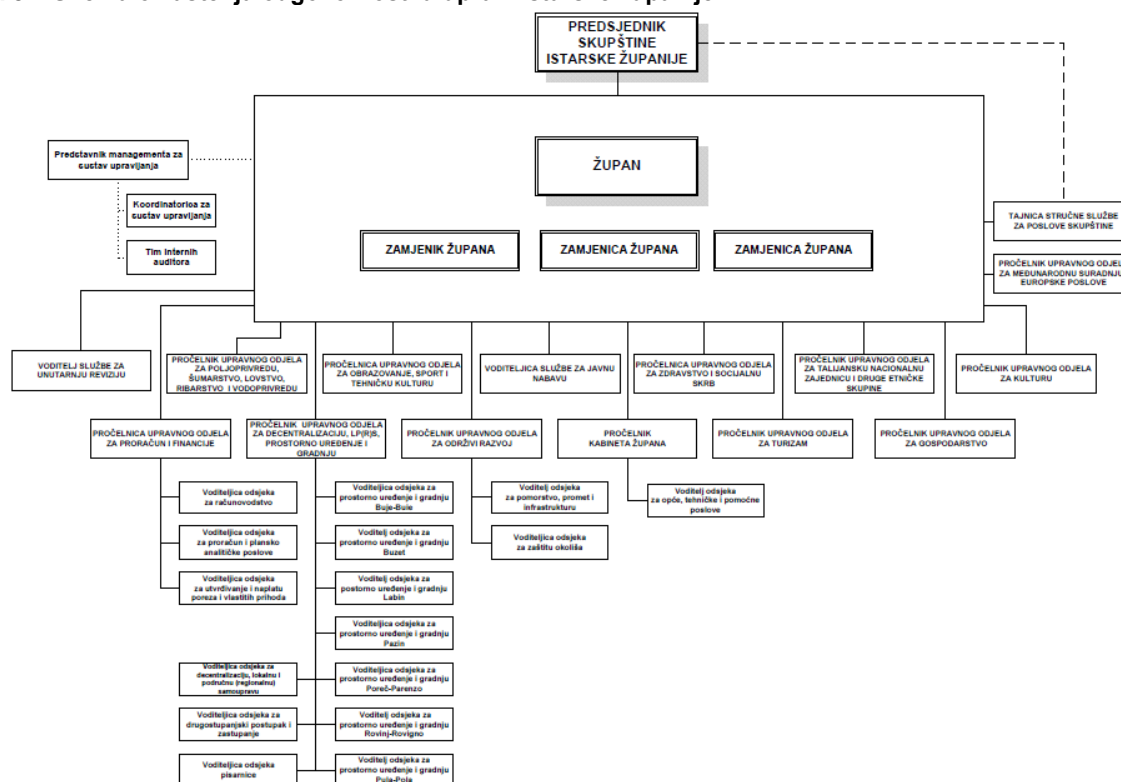 PREDSJEDNIK
SKUPŠTINE
ISTARSKE ŽUPANIJE
ŽUPAN
Predstavnik managementa za
sustav upravljanja
Koordinatorica za
sustav upravljanja
Tim internih
auditora
ZAMJENIK ŽUPANA
ZAMJENICA ŽUPANA
ZAMJENICA ŽUPANA
TAJNICA STRUČNE SLUŽBE
ZA POSLOVE SKUPŠTINE
PROČELNIK UPRAVNOG ODJELA
ZA MEĐUNARODNU SURADNJU
EUROPSKE POSLOVE
VODITELJ SLUŽBE ZA
UNUTARNJU REVIZIJU
PROČELNIK UPRAVNOG ODJELA
ZA POLJOPRIVREDU,
ŠUMARSTVO, LOVSTVO,
RIBARSTVO I VODOPRIVREDU
PROČELNICA UPRAVNOG ODJELA
ZA OBRAZOVANJE, SPORT I
TEHNIČKU KULTURU
VODITELJICA SLUŽBE ZA JAVNU
NABAVU
PROČELNICA UPRAVNOG ODJELA
ZA ZDRAVSTVO I SOCIJALNU
SKRB
PROČELNIK UPRAVNOG ODJELA
ZA TALIJANSKU NACIONALNU
ZAJEDNICU I DRUGE ETNIČKE
SKUPINE
PROČELNIK UPRAVNOG ODJELA
ZA KULTURU
PROČELNICA UPRAVNOG ODJELA
ZA PRORAČUN I FINANCIJE
PROČELNIK UPRAVNOG ODJELA
ZA DECENTRALIZACIJU, LP(R)S,
PROSTORNO UREĐENJE I
GRADNJU
PROČELNIK UPRAVNOG ODJELA
ZA ODRŽIVI RAZVOJ
PROČELNIK
KABINETA ŽUPANA
PROČELNIK UPRAVNOG ODJELA
ZA TURIZAM
PROČELNIK UPRAVNOG ODJELA
ZA GOSPODARSTVO
Voditeljica odsjeka
za računovodstvo
Voditeljica odsjeka
za proračun i plansko
analitičke poslove
Voditeljica odsjeka
za utvrđivanje i naplatu
poreza i vlastitih prihoda
Voditeljica odsjeka za
decentralizaciju, lokalnu i
područnu (regionalnu)
samoupravu
Voditeljica odsjeka za
drugostupanjski postupak i
zastupanje
Voditeljica odsjeka
pisarnice
Voditeljica odsjeka za
prostorno uređenje i gradnju
Buje-Buie
Voditelj odsjeka za
prostorno uređenje i gradnju
Buzet
Voditelj odsjeka za
postorno uređenje i gradnju
Labin
Voditeljica odsjeka za
prostorno uređenje i gradnju
Pazin
Voditeljica odsjeka za
prostorno uređenje i gradnju
Poreč-Parenzo
Voditelj odsjeka za
prostorno uređenje i gradnju
Rovinj-Rovigno
Voditelj odsjeka za
prostorno uređenje i gradnju
Pula-Pola
Voditelj odsjeka
za pomorstvo, promet i
infrastrukturu
Voditeljica odsjeka
za zaštitu okoliša
Voditelj odsjeka
za opće, tehničke i pomoćne
poslove